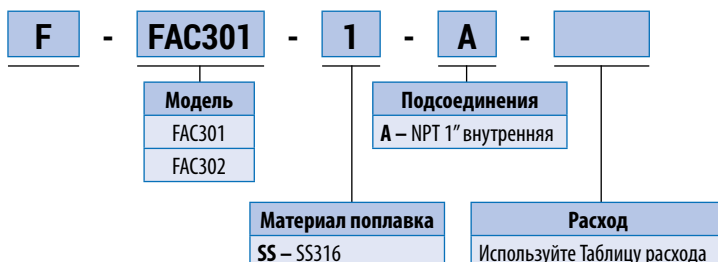 F - FAC301 - 1 - A -
Модель
FAC301
FAC302
Подсоединения
A – NPT 1” внутренняя
Материал поплавка
SS – SS316
Расход
Используйте Таблицу расхода